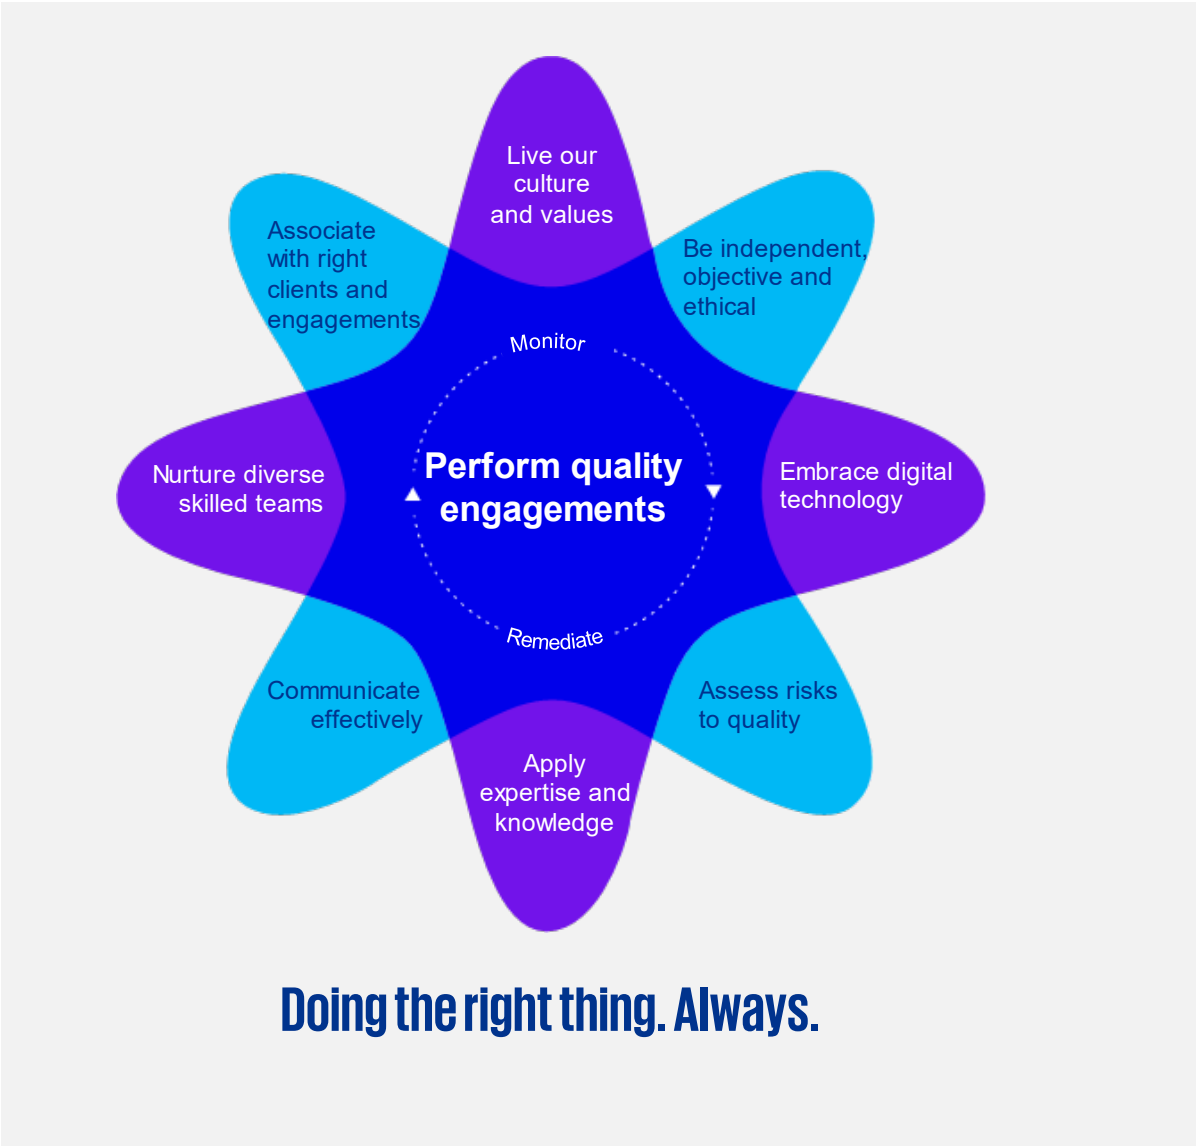 Live our
culture
and values
Associate
with right
clients and
engagements
Be independent,
objective and
ethical
Monitor
Nurture diverse
skilled teams
Perform quality
engagements
Embrace digital
technology
Remediate
Communicate
effectively
Assess risks
to quality
Apply
expertise and
knowledge
Doing the right thing. Always.